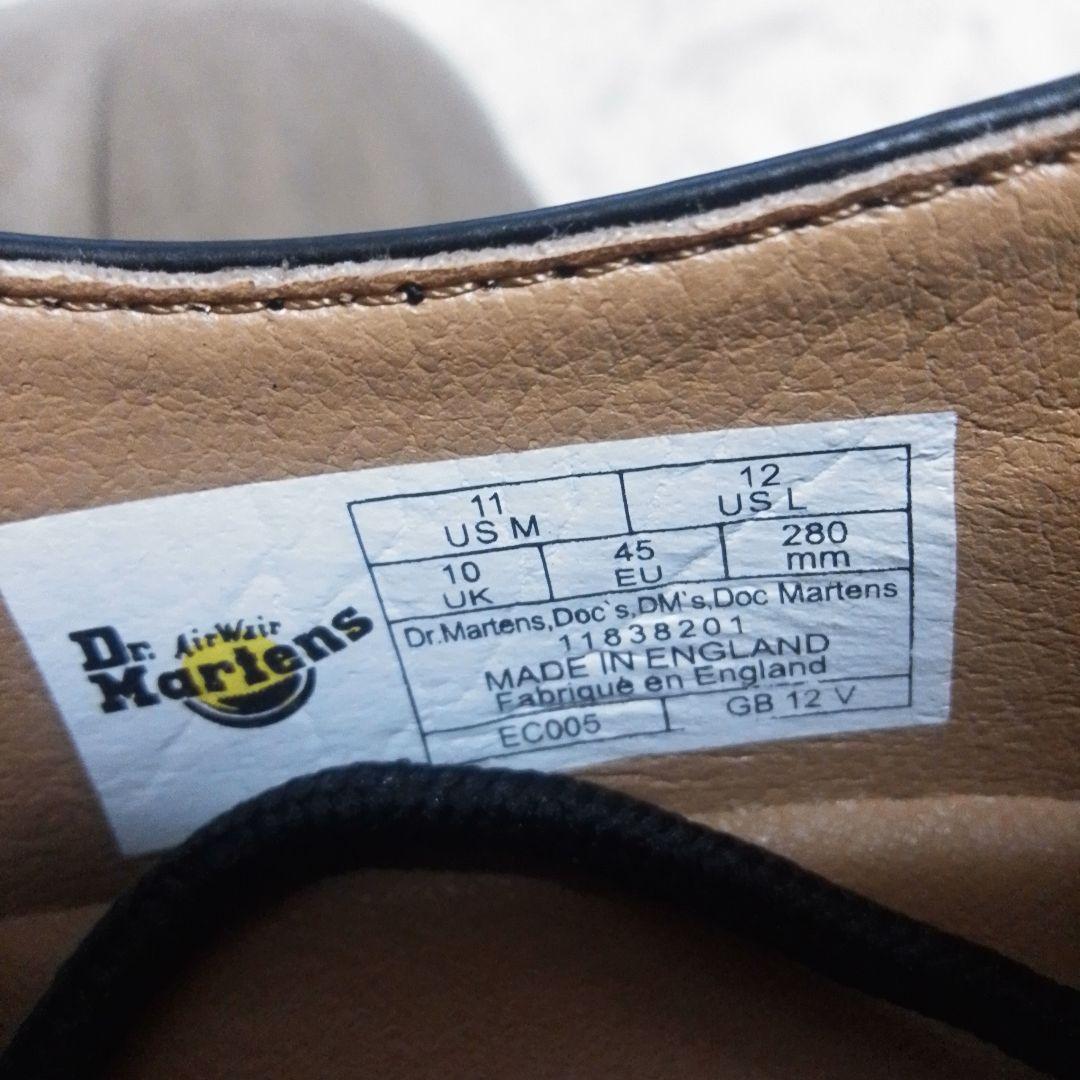 Dr. AirWair
Martens
11
US M
12
US L
10
UK
45
EU
280
mm
Dr.Martens,Doc`s,DM`s,Doc Martens
11838201
MADE IN ENGLAND
Fabriqué en England
EC005
GB 12 V